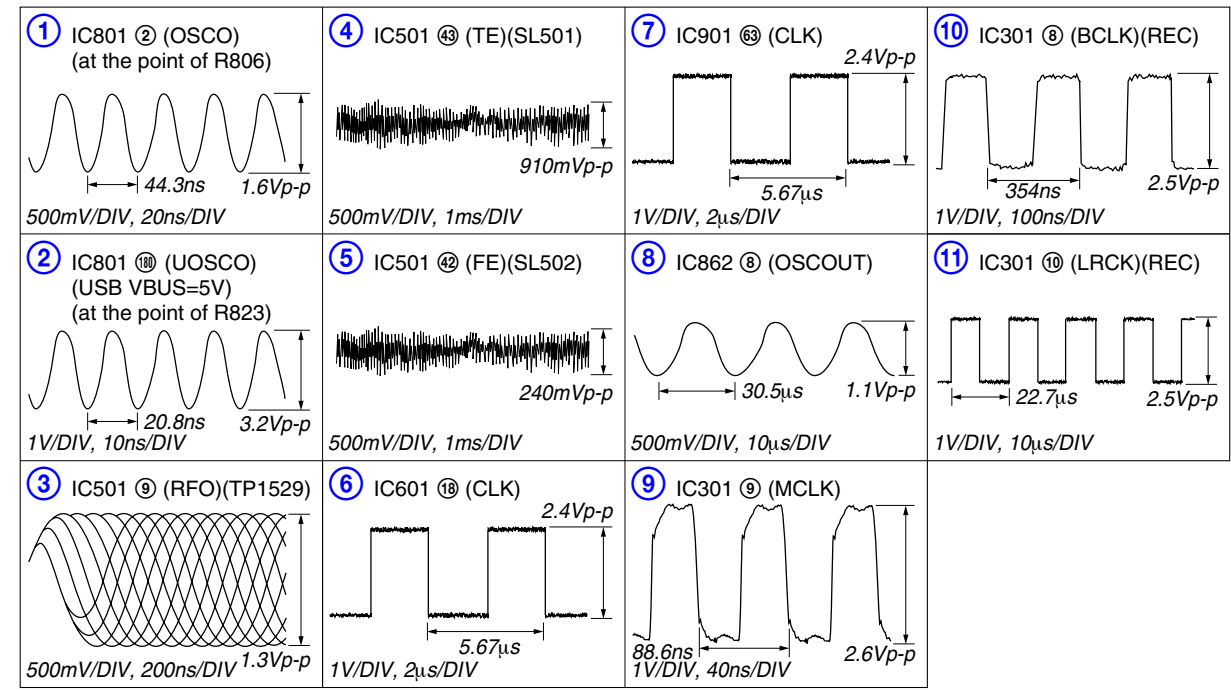 ① IC801 ② (OSCO)
(at the point of R806)
44.3ns
1.6Vp-p
500mV/DIV, 20ns/DIV
② IC801 ⑱⓪ (UOSCO)
(USB VBUS=5V)
(at the point of R823)
20.8ns
3.2Vp-p
1V/DIV, 10ns/DIV
③ IC501 ⑨ (RFO)(TP1529)
1.3Vp-p
500mV/DIV, 200ns/DIV
④ IC501 ㊸ (TE)(SL501)
910mVp-p
500mV/DIV, 1ms/DIV
⑤ IC501 ㊷ (FE)(SL502)
240mVp-p
500mV/DIV, 1ms/DIV
⑥ IC601 ⑱ (CLK)
2.4Vp-p
5.67µs
1V/DIV, 2µs/DIV
⑦ IC901 63 (CLK)
2.4Vp-p
5.67µs
1V/DIV, 2µs/DIV
⑧ IC862 ⑧ (OSCOUT)
30.5µs
1.1Vp-p
500mV/DIV, 10µs/DIV
⑨ IC301 ⑨ (MCLK)
88.6ns
2.6Vp-p
1V/DIV, 40ns/DIV
⑩ IC301 ⑧ (BCLK)(REC)
354ns
2.5Vp-p
1V/DIV, 100ns/DIV
⑪ IC301 ⑩ (LRCK)(REC)
22.7µs
2.5Vp-p
1V/DIV, 10µs/DIV